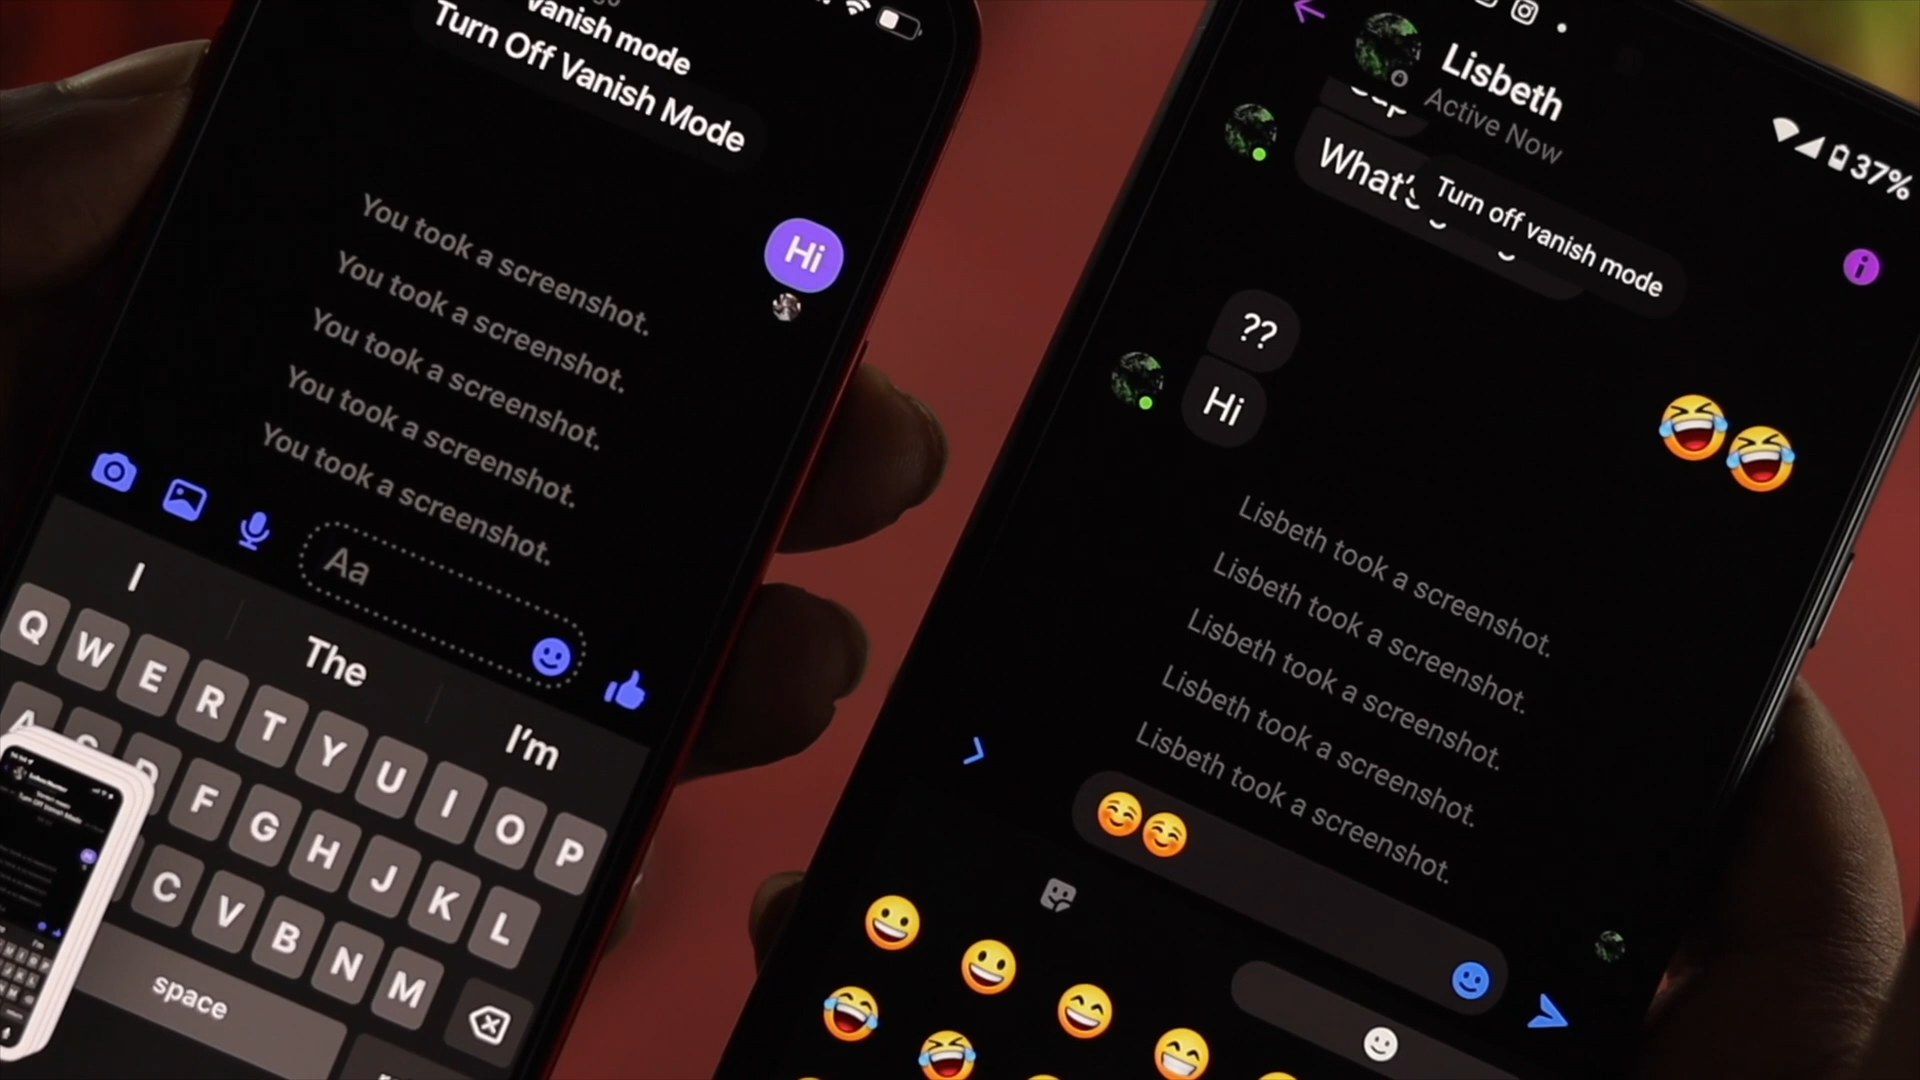 Vanish mode
Turn Off Vanish Mode
Hi
You took a screenshot.
You took a screenshot.
You took a screenshot.
You took a screenshot.
You took a screenshot.
Aa
I
The
I'm
Q W E R T Y U I O P
A S D F G H J K L
C V B N M
space
Lisbeth
Active Now
37%
What's
Turn off vanish mode
??
Hi
Lisbeth took a screenshot.
Lisbeth took a screenshot.
Lisbeth took a screenshot.
Lisbeth took a screenshot.
Lisbeth took a screenshot.